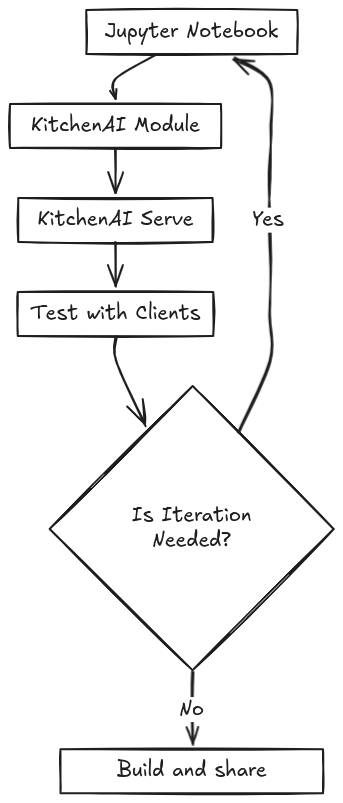 Jupyter Notebook
KitchenAI Module
KitchenAI Serve
Yes
Test with Clients
Is Iteration
Needed?
No
Build and share